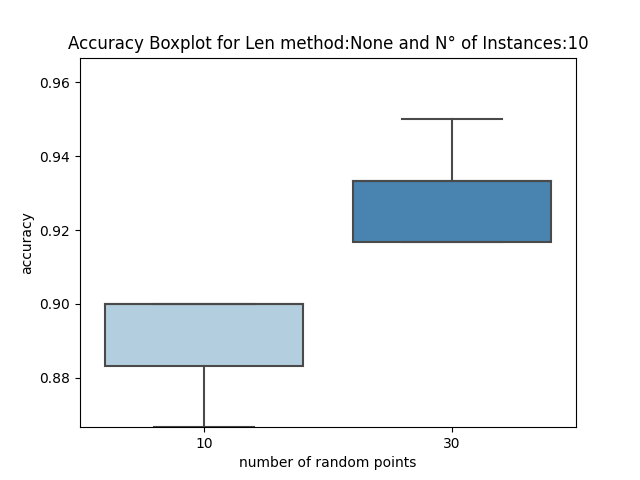 Accuracy Boxplot for Len method:None and N° of Instances:10
0.96
0.94
0.92
0.90
0.88
accuracy
10
30
number of random points